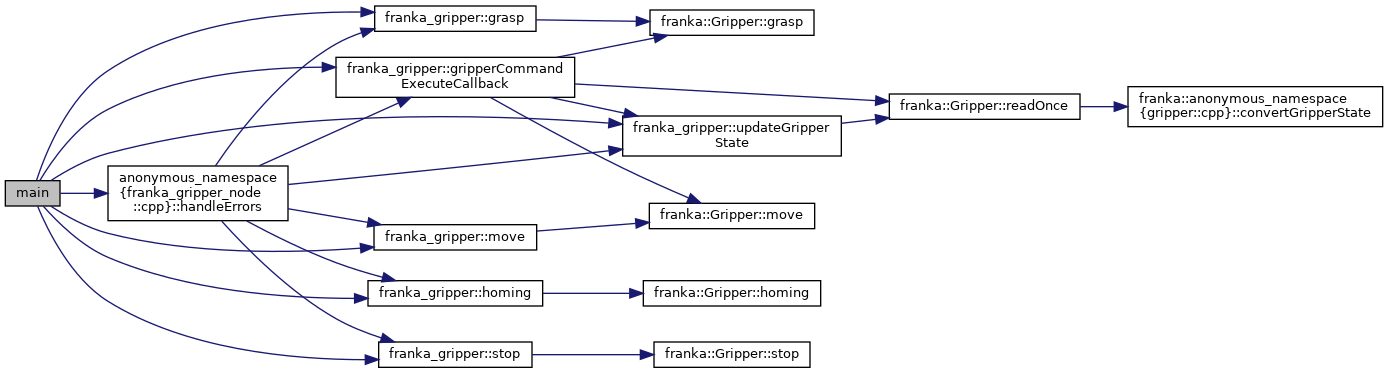 franka_gripper::grasp
franka::Gripper::grasp
franka_gripper::gripperCommand
ExecuteCallback
franka::Gripper::readOnce
franka::anonymous_namespace
{gripper::cpp}::convertGripperState
franka_gripper::updateGripper
State
main
anonymous_namespace
{franka_gripper_node
::cpp}::handleErrors
franka::Gripper::move
franka_gripper::move
franka_gripper::homing
franka::Gripper::homing
franka_gripper::stop
franka::Gripper::stop